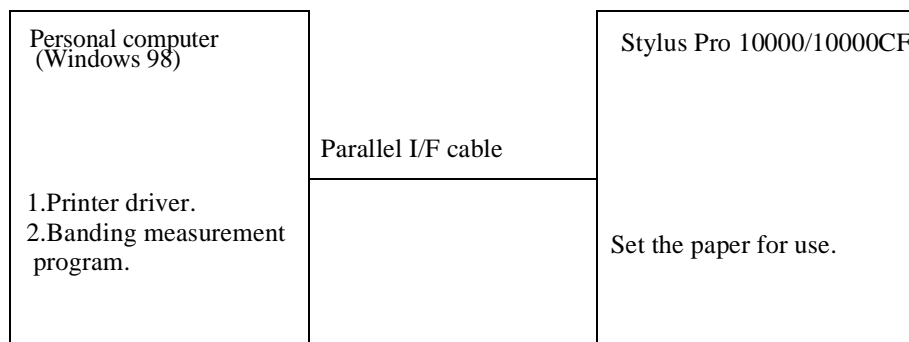 Personal computer
(Windows 98)
Stylus Pro 10000/10000CF
Parallel I/F cable
1.Printer driver.
2.Banding measurement
program.
Set the paper for use.